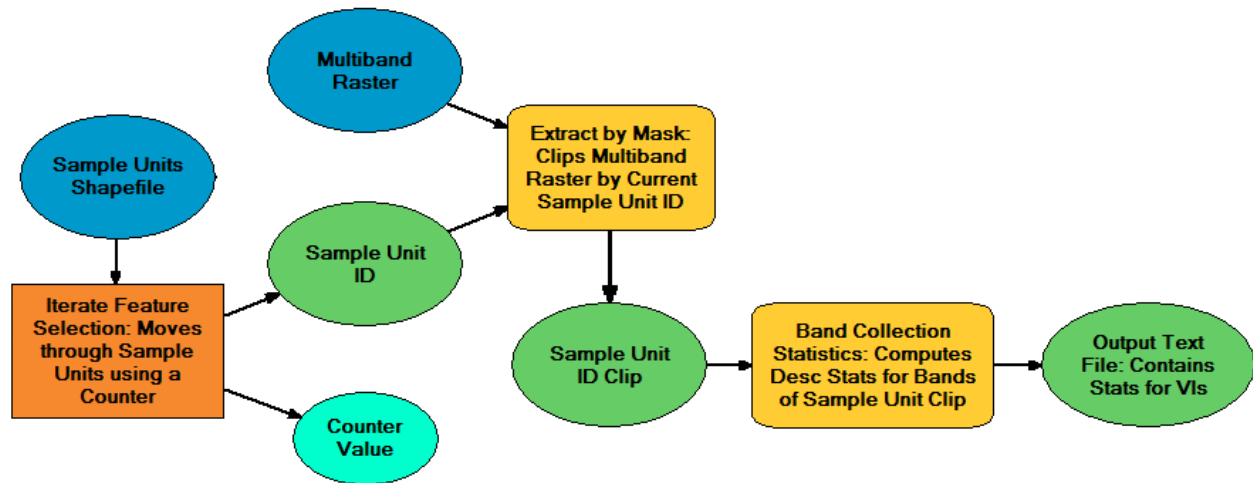 Multiband
Raster
Sample Units
Shapefile
Extract by Mask:
Clips Multiband
Raster by Current
Sample Unit ID
Sample Unit
ID
Iterate Feature
Selection: Moves
through Sample
Units using a
Counter
Counter
Value
Sample Unit
ID Clip
Band Collection
Statistics: Computes
Desc Stats for Bands
of Sample Unit Clip
Output Text
File: Contains
Stats for VIs